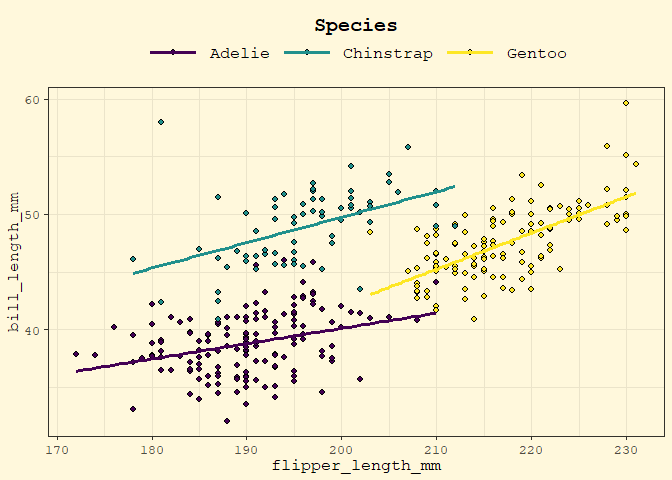 Species
Adelie Chinstrap Gentoo
60
50
40
bill_length_mm
170 180 190 200 210 220 230
flipper_length_mm